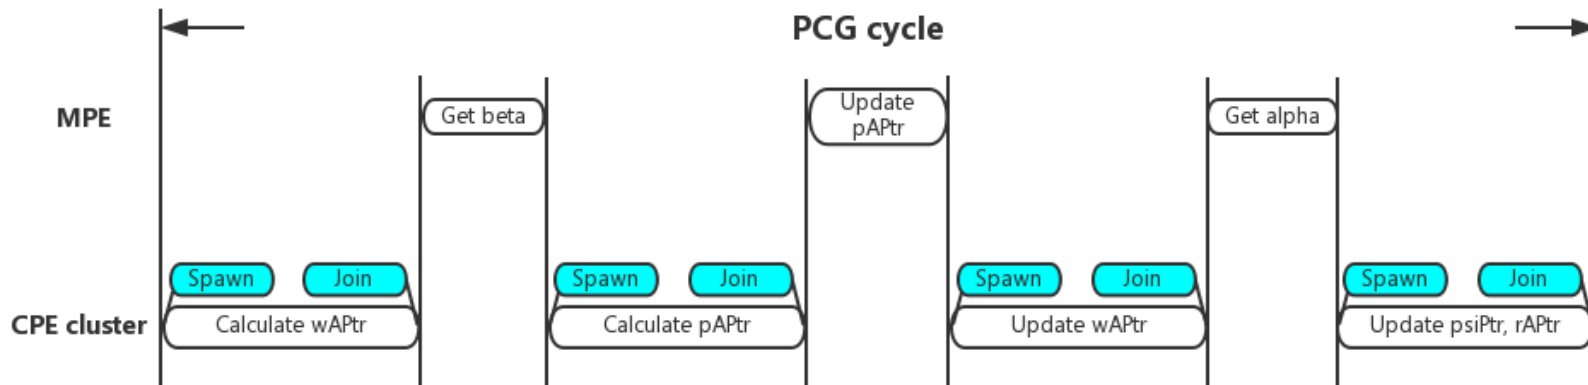 PCG cycle
MPE
Get beta
Update
pAPtr
Get alpha
Spawn
Join
Spawn
Join
Spawn
Join
Spawn
Join
CPE cluster
Calculate wAPtr
Calculate pAPtr
Update wAPtr
Update psiPtr, rAPtr